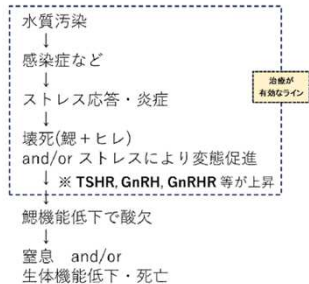 水質汚染
↓
感染症など
↓
ストレス応答・炎症
↓
壊死(鰓＋ヒレ)
and/or ストレスにより変態促進
↓ ※ TSHR, GnRH, GnRHR 等が上昇
鰓機能低下で酸欠
↓
窒息 and/or
生体機能低下・死亡
治療が
有効なライン